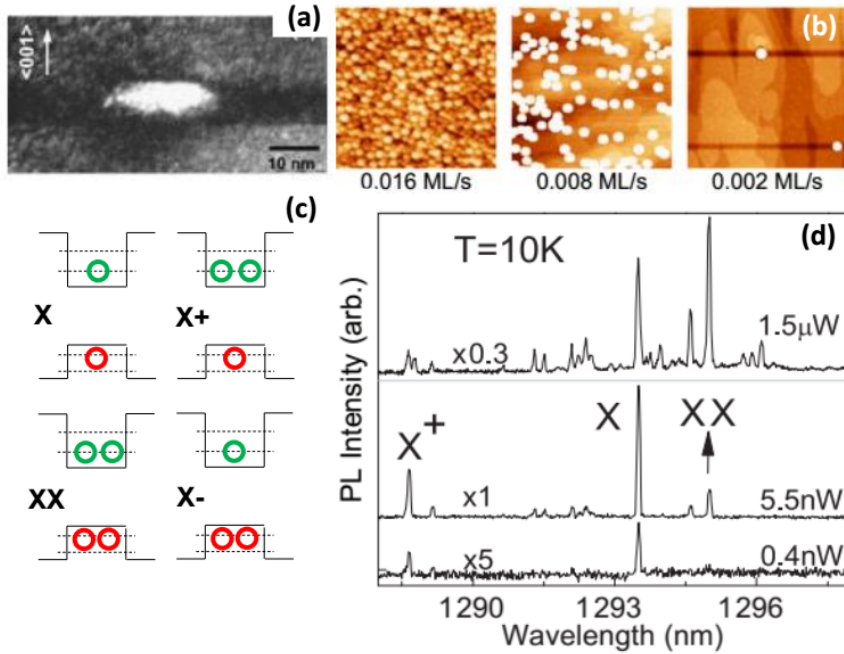 (a)
<001>
10 nm
(b)
0.016 ML/s
0.008 ML/s
0.002 ML/s
(c)
X
X+
XX
X-
(d)
T=10K
PL Intensity (arb.)
x0.3
1.5μW
X+
X
XX
x1
5.5nW
x5
0.4nW
1290
1293
1296
Wavelength (nm)